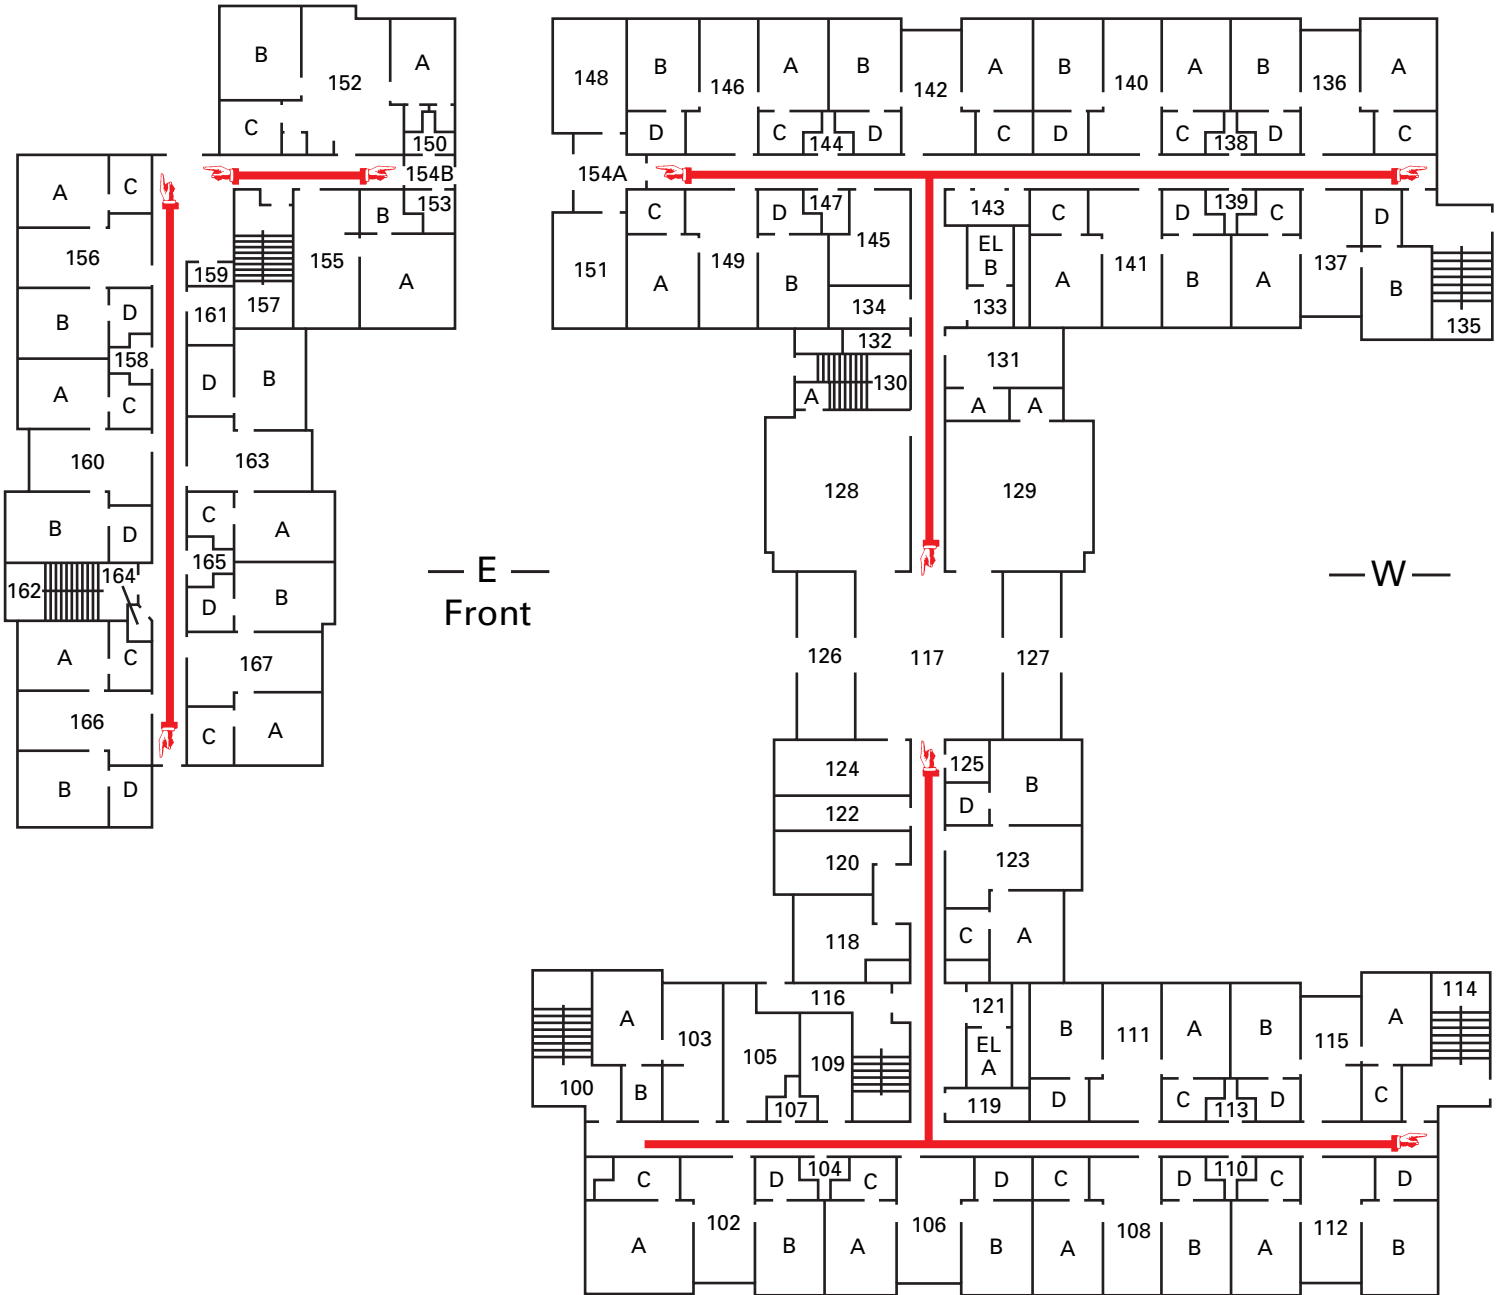 B
152
A
C
150
154B
153
B
155
A
157
159
161
A
C
156
B
D
158
A
C
D
B
160
163
B
D
C
A
165
162
164
D
B
A
C
167
166
C
A
B
D
148
B
146
A
B
142
A
B
140
A
B
136
A
D
C
144
D
C
D
C
138
D
C
154A
C
D
147
145
143
C
D
139
C
D
151
A
149
B
134
EL
B
133
A
141
B
A
137
B
135
132
130
A
131
A
A
128
129
E
Front
W
126
117
127
124
125
B
D
122
120
123
118
C
A
116
121
EL
A
119
A
103
105
109
107
100
B
B
111
A
B
115
A
114
D
C
113
D
C
C
D
104
C
D
C
D
110
C
D
A
102
B
A
106
B
A
108
B
A
112
B